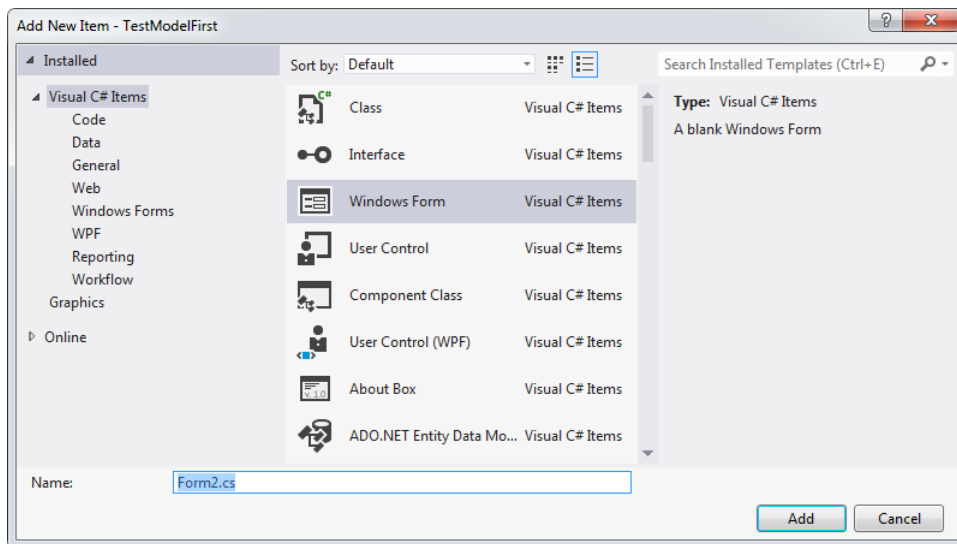 Add New Item - TestModelFirst
Installed
Sort by: Default
Search Installed Templates (Ctrl+E)
Visual C# Items
Code
Data
General
Web
Windows Forms
WPF
Reporting
Workflow
Graphics
Online
C#
Class Visual C# Items
Interface Visual C# Items
Windows Form Visual C# Items
User Control Visual C# Items
Component Class Visual C# Items
User Control (WPF) Visual C# Items
v. 1.0
About Box Visual C# Items
ADO.NET Entity Data Mo... Visual C# Items
Type: Visual C# Items
A blank Windows Form
Name: Form2.cs
Add Cancel